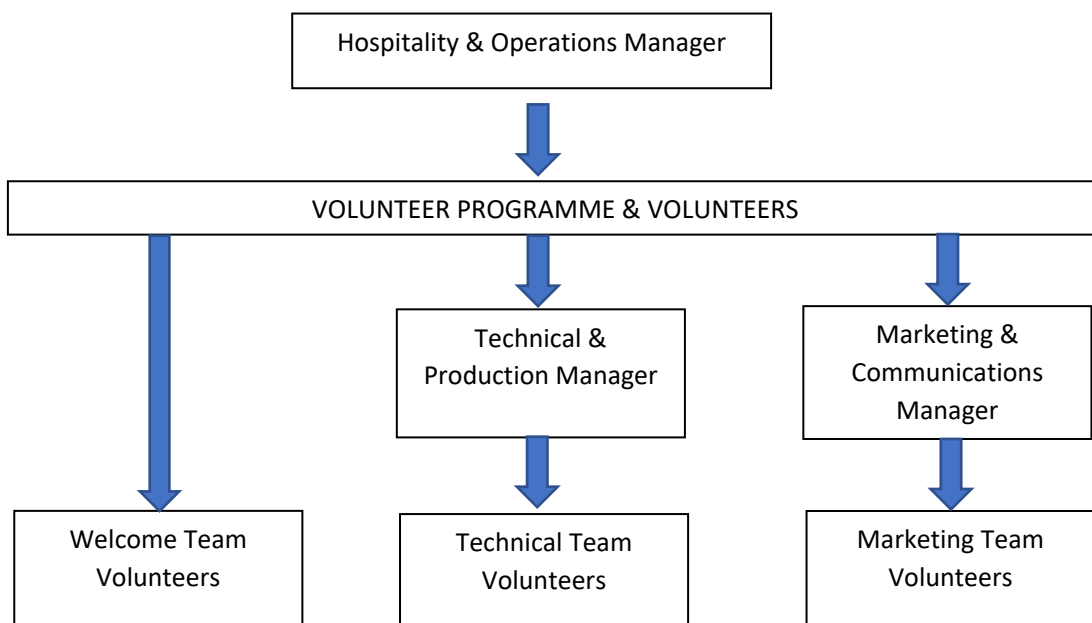 Hospitality & Operations Manager
VOLUNTEER PROGRAMME & VOLUNTEERS
Technical &
Production Manager
Marketing &
Communications
Manager
Welcome Team
Volunteers
Technical Team
Volunteers
Marketing Team
Volunteers